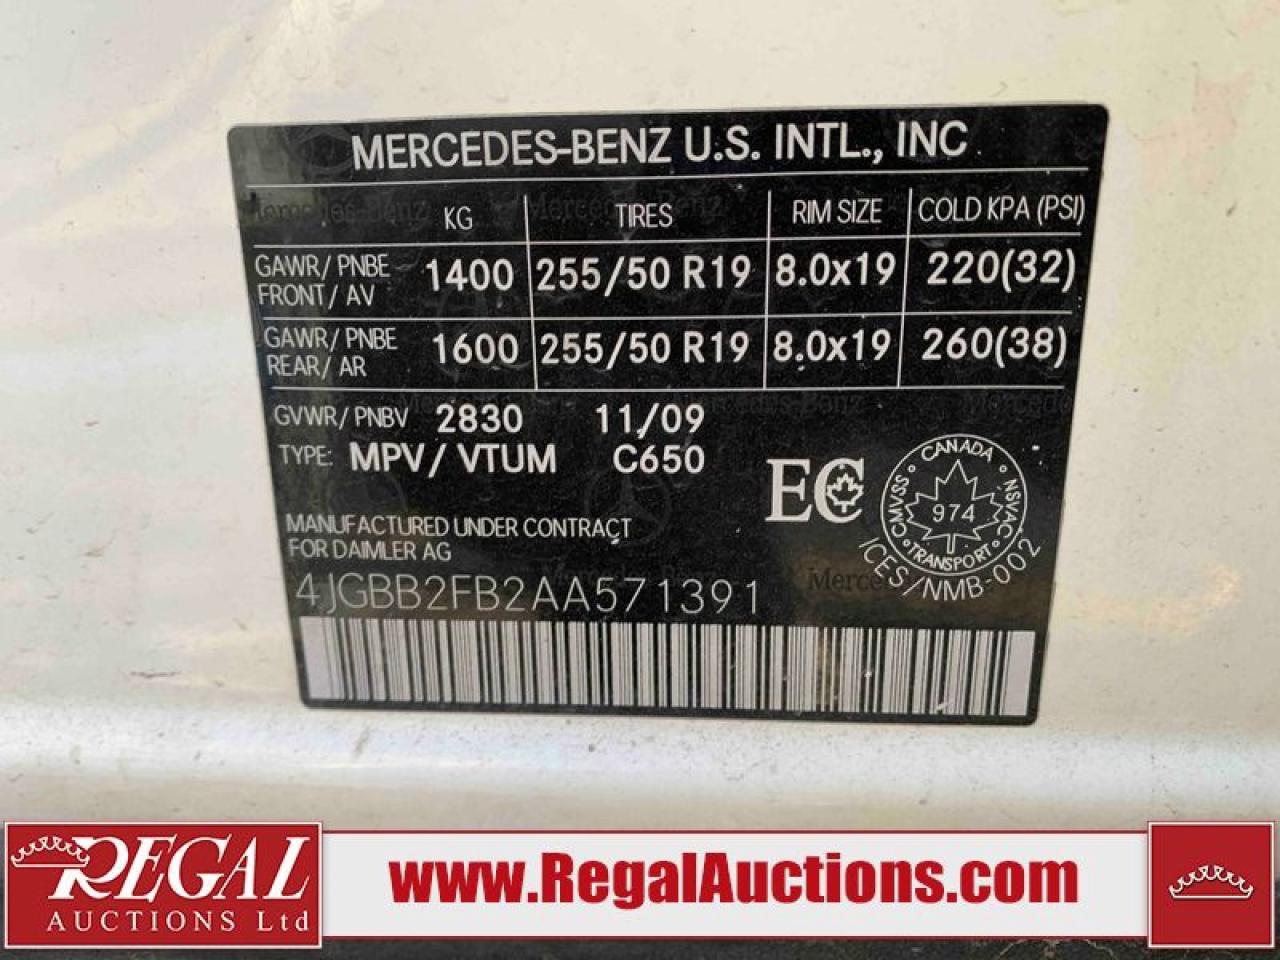 MERCEDES-BENZ U.S. INTL., INC
KG TIRES RIM SIZE COLD KPA (PSI)
GAWR/ PNBE FRONT/ AV 1400 255/50 R19 8.0x19 220(32)
GAWR/ PNBE REAR/ AR 1600 255/50 R19 8.0x19 260(38)
GVWR/ PNBV 2830 11/09
TYPE: MPV/ VTUM C650
EC
CANADA
CMVSS 974 NSVAC
TRANSPORT
ICES/NMB-002
MANUFACTURED UNDER CONTRACT
FOR DAIMLER AG
4JGBB2FB2AA571391
REGAL
AUCTIONS Ltd
www.RegalAuctions.com